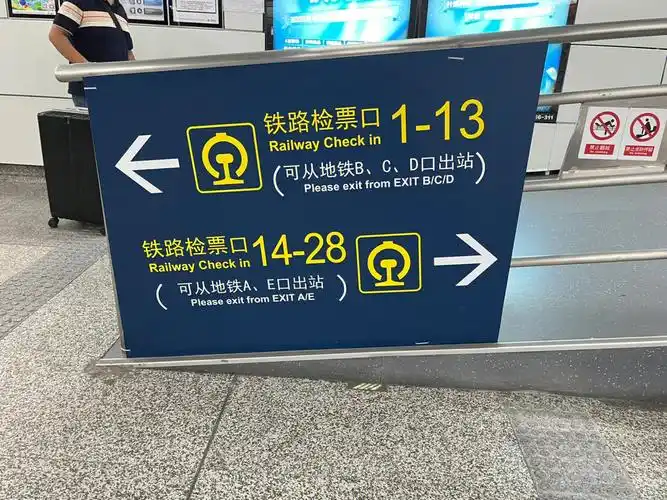 铁路检票口 1-13
Railway Check in
(可从地铁B、C、D口出站)
Please exit from EXIT B/C/D
铁路检票口 14-28
Railway Check in
(可从地铁A、E口出站)
Please exit from EXIT A/E